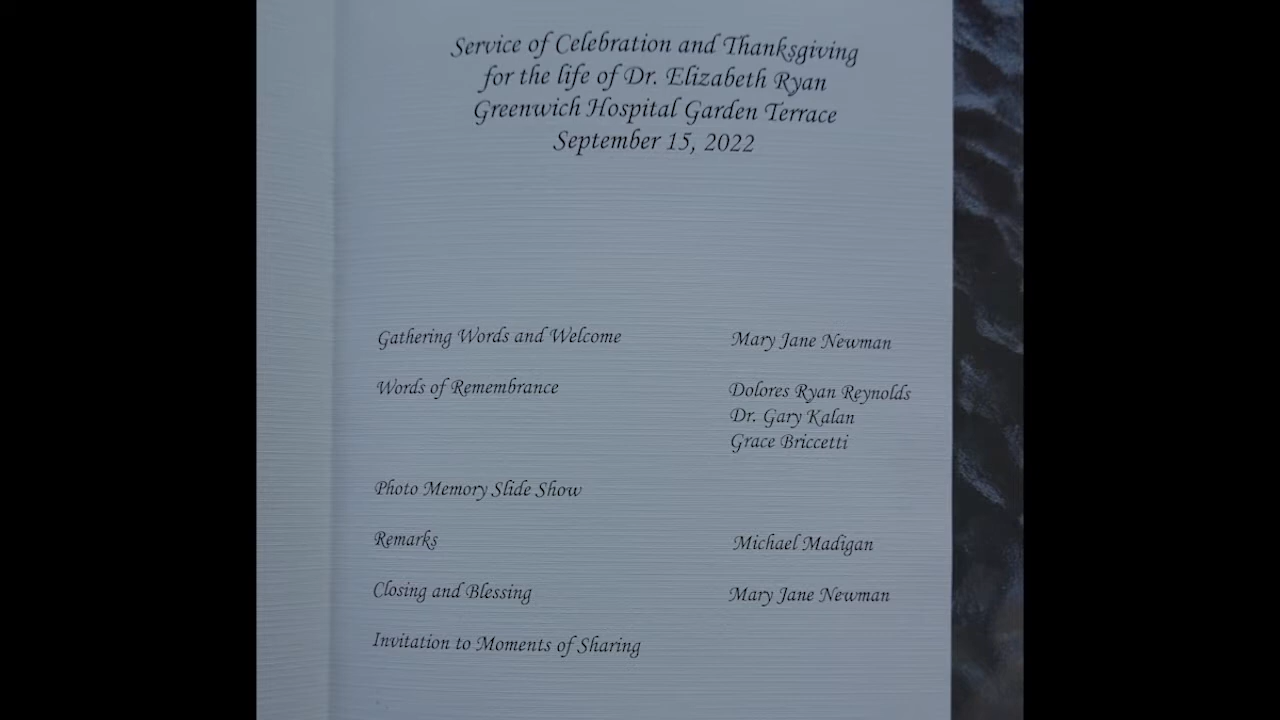 Service of Celebration and Thanksgiving
for the life of Dr. Elizabeth Ryan
Greenwich Hospital Garden Terrace
September 15, 2022
Gathering Words and Welcome Mary Jane Newman
Words of Remembrance Dolores Ryan Reynolds
Dr. Gary Kalan
Grace Briccetti
Photo Memory Slide Show
Remarks Michael Madigan
Closing and Blessing Mary Jane Newman
Invitation to Moments of Sharing